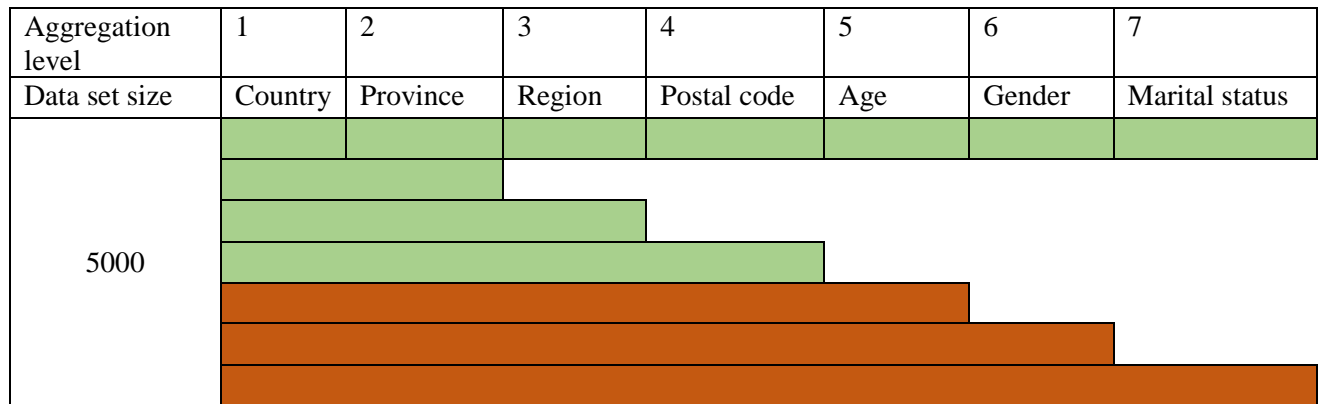 Aggregation level 1 2 3 4 5 6 7
Data set size Country Province Region Postal code Age Gender Marital status
5000